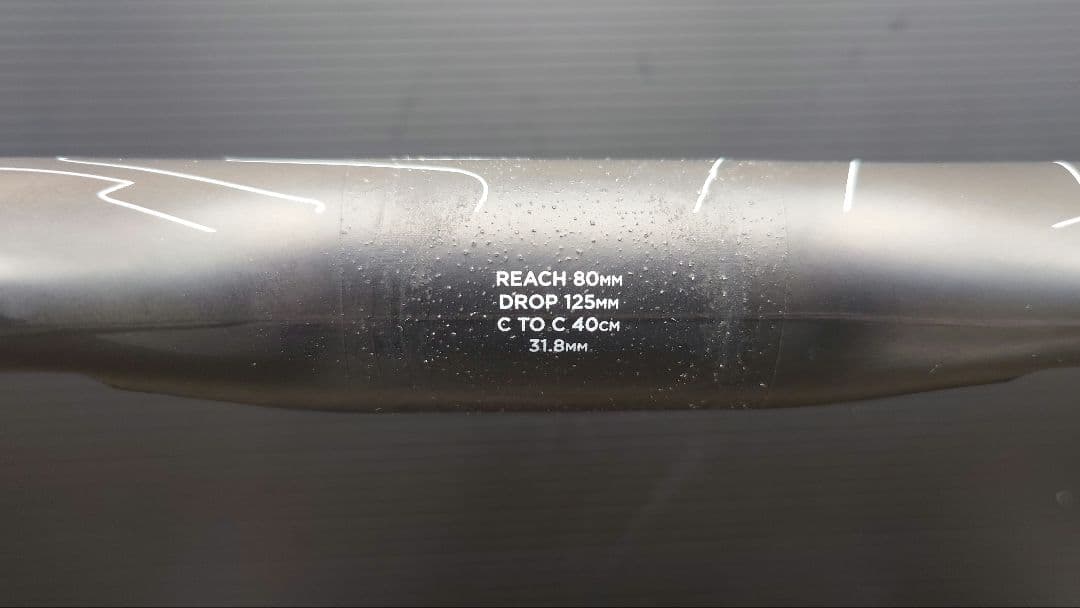 REACH 80MM
DROP 125MM
C TO C 40CM
31.8MM